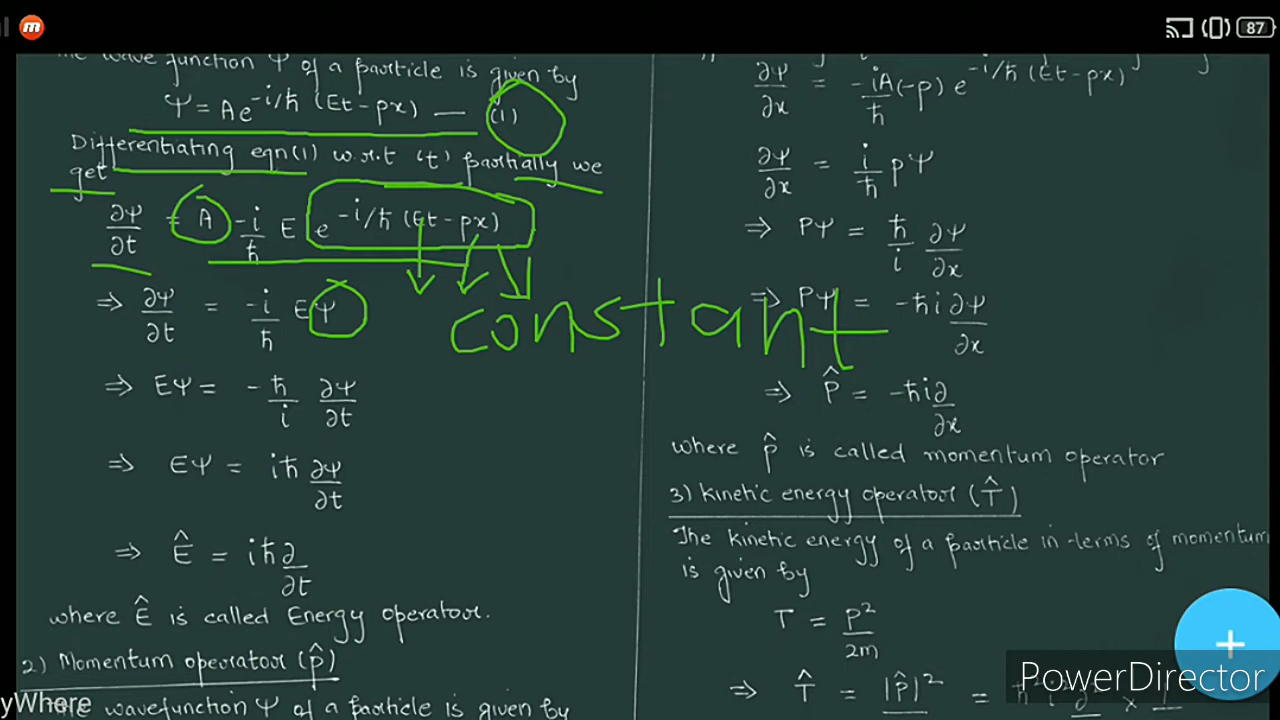 87
The wave function Ψ of a particle is given by
Ψ = Ae^{-i/ħ (Et-px)} — (1)
Differentiating eqn(1) w.r.t (t) partially we
get
∂Ψ/∂t = A -i/ħ E e^{-i/ħ (Et-px)}
⇒ ∂Ψ/∂t = -i/ħ EΨ
constant
⇒ EΨ = -ħ/i ∂Ψ/∂t
⇒ EΨ = iħ ∂Ψ/∂t
⇒ Ê = iħ ∂/∂t
where Ê is called Energy operator.
2) Momentum operator (p̂)
The wavefunction Ψ of a particle is given by
∂Ψ/∂x = -iA/ħ (-p) e^{-i/ħ (Et-px)}
∂Ψ/∂x = i/ħ pΨ
⇒ PΨ = ħ/i ∂Ψ/∂x
⇒ PΨ = -ħi ∂Ψ/∂x
⇒ P̂ = -ħi ∂/∂x
where p̂ is called momentum operator
3) Kinetic energy operator (T̂)
The kinetic energy of a particle in terms of momentum
is given by
T = P²/2m
⇒ T̂ = |P̂|² =
PowerDirector
yWhere